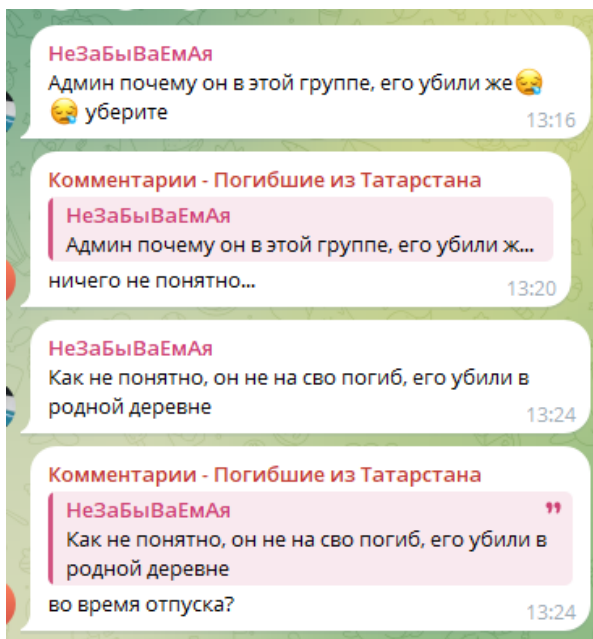 НеЗаБыВаЕмАя
Админ почему он в этой группе, его убили же😪
😪 уберите
13:16
Комментарии - Погибшие из Татарстана
НеЗаБыВаЕмАя
Админ почему он в этой группе, его убили ж...
ничего не понятно...
13:20
НеЗаБыВаЕмАя
Как не понятно, он не на сво погиб, его убили в
родной деревне
13:24
Комментарии - Погибшие из Татарстана
НеЗаБыВаЕмАя
Как не понятно, он не на сво погиб, его убили в
родной деревне
во время отпуска?
13:24